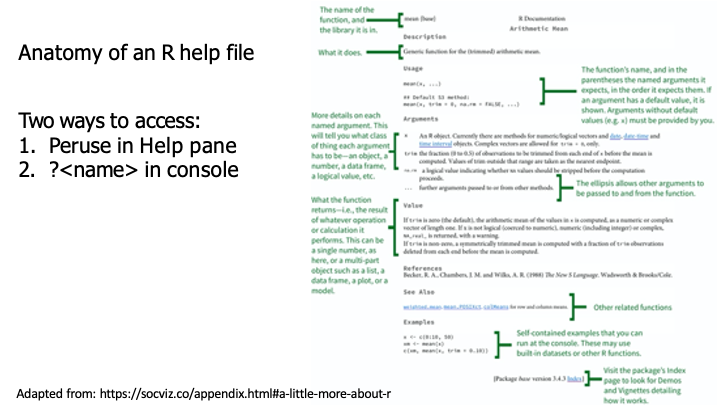 Anatomy of an R help file
Two ways to access:
1. Peruse in Help pane
2. ?<name> in console
Adapted from: https://socviz.co/appendix.html#a-little-more-about-r
The name of the
function, and
the library it is in.
What it does.
More details on each
named argument. This
will tell you what class
of thing each argument
has to be—an object, a
number, a data frame,
a logical value, etc.
What the function
returns—i.e., the result
of whatever operation
or calculation it
performs. This can be
a single number, as
here, or a multi-part
object such as a list, a
data frame, a plot, or a
model.
mean {base}
R Documentation
Arithmetic Mean
Description
Generic function for the (trimmed) arithmetic mean.
Usage
mean(x, ...)
## Default S3 method:
mean(x, trim = 0, na.rm = FALSE, ...)
Arguments
x An R object. Currently there are methods for numeric/logical vectors and date, date-time and
time interval objects. Complex vectors are allowed for trim = 0, only.
trim the fraction (0 to 0.5) of observations to be trimmed from each end of x before the mean is
computed. Values of trim outside that range are taken as the nearest endpoint.
na.rm a logical value indicating whether NA values should be stripped before the computation
proceeds.
... further arguments passed to or from other methods.
Value
If trim is zero (the default), the arithmetic mean of the values in x is computed, as a numeric or complex
vector of length one. If x is not logical (coerced to numeric), numeric (including integer) or complex,
NA_real_ is returned, with a warning.
If trim is non-zero, a symmetrically trimmed mean is computed with a fraction of trim observations
deleted from each end before the mean is computed.
References
Becker, R. A., Chambers, J. M. and Wilks, A. R. (1988) The New S Language. Wadsworth & Brooks/Cole.
See Also
weighted.mean, mean.POSIXct, colMeans for row and column means.
Examples
x <- c(0:10, 50)
xm <- mean(x)
c(xm, mean(x, trim = 0.10))
[Package base version 3.4.3 Index]
The function's name, and in
parentheses the named arguments it
expects, in the order it expects them. If
an argument has a default value, it is
shown. Arguments without default
values (e.g. x) must be provided by you.
The ellipsis allows other arguments to
be passed to and from the function.
Other related functions
Self-contained examples that you can
run at the console. These may use
built-in datasets or other R functions.
Visit the package's Index
page to look for Demos
and Vignettes detailing
how it works.